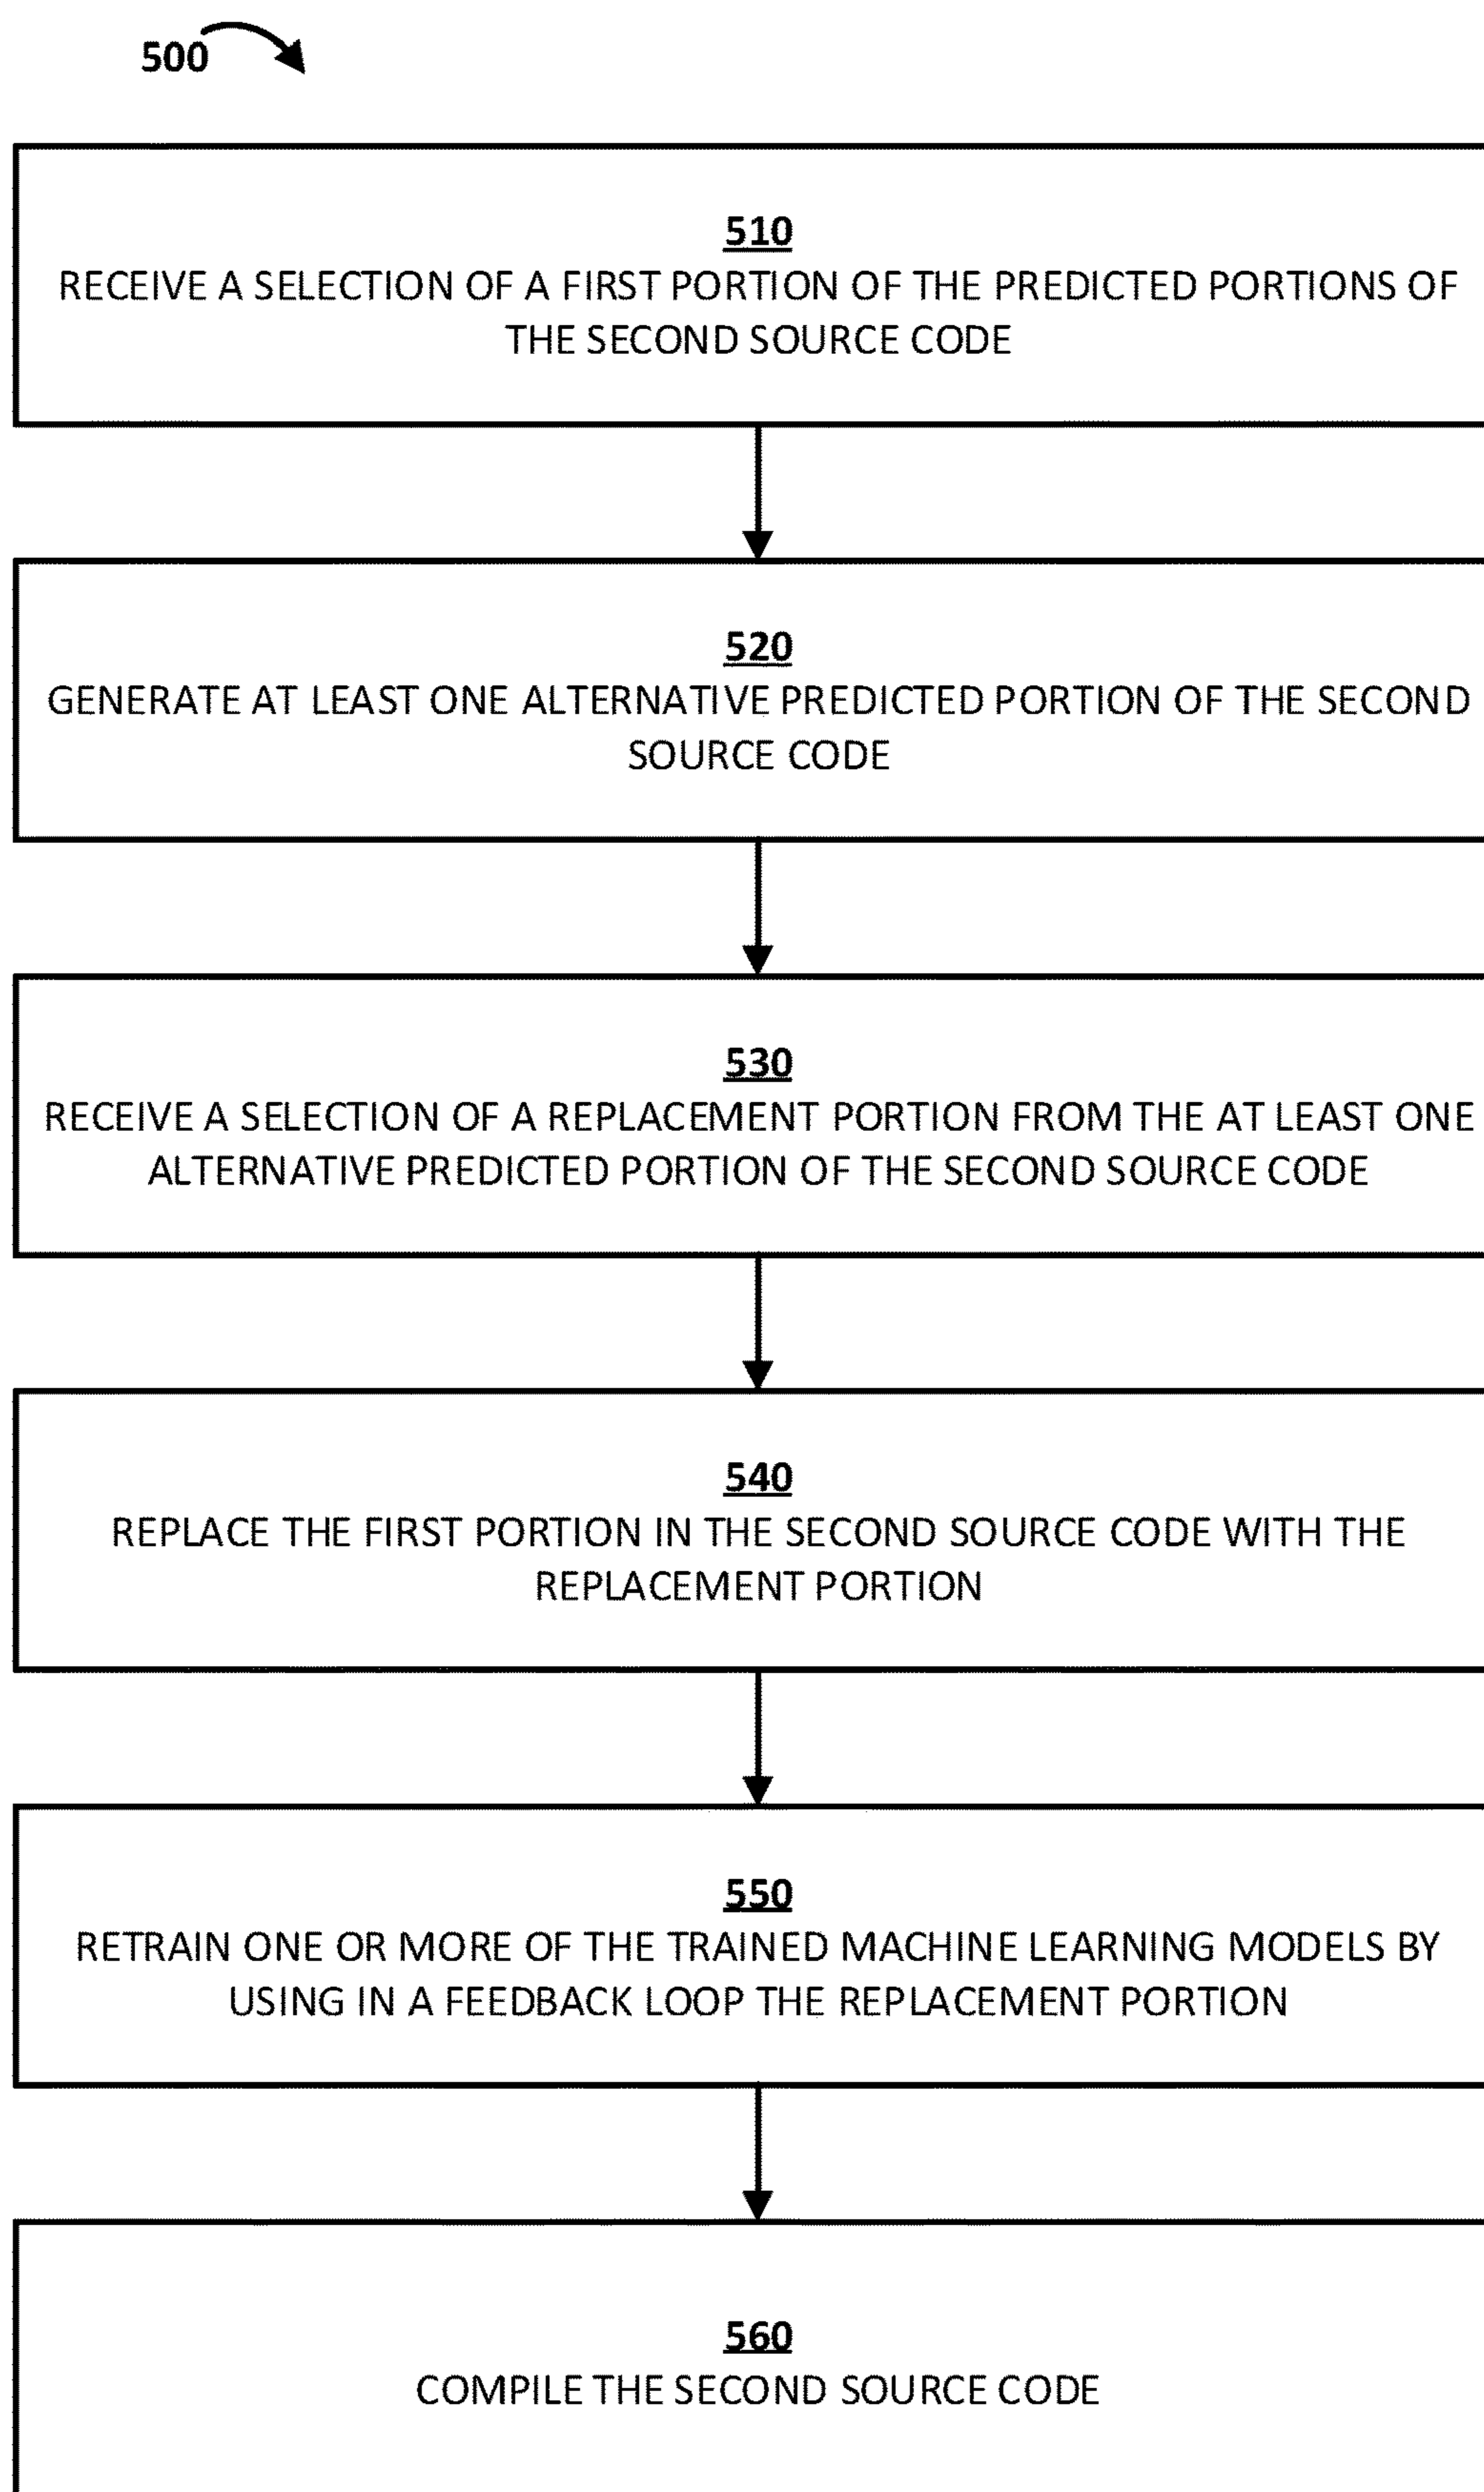 500
510
RECEIVE A SELECTION OF A FIRST PORTION OF THE PREDICTED PORTIONS OF
THE SECOND SOURCE CODE
520
GENERATE AT LEAST ONE ALTERNATIVE PREDICTED PORTION OF THE SECOND
SOURCE CODE
530
RECEIVE A SELECTION OF A REPLACEMENT PORTION FROM THE AT LEAST ONE
ALTERNATIVE PREDICTED PORTION OF THE SECOND SOURCE CODE
540
REPLACE THE FIRST PORTION IN THE SECOND SOURCE CODE WITH THE
REPLACEMENT PORTION
550
RETRAIN ONE OR MORE OF THE TRAINED MACHINE LEARNING MODELS BY
USING IN A FEEDBACK LOOP THE REPLACEMENT PORTION
560
COMPILE THE SECOND SOURCE CODE